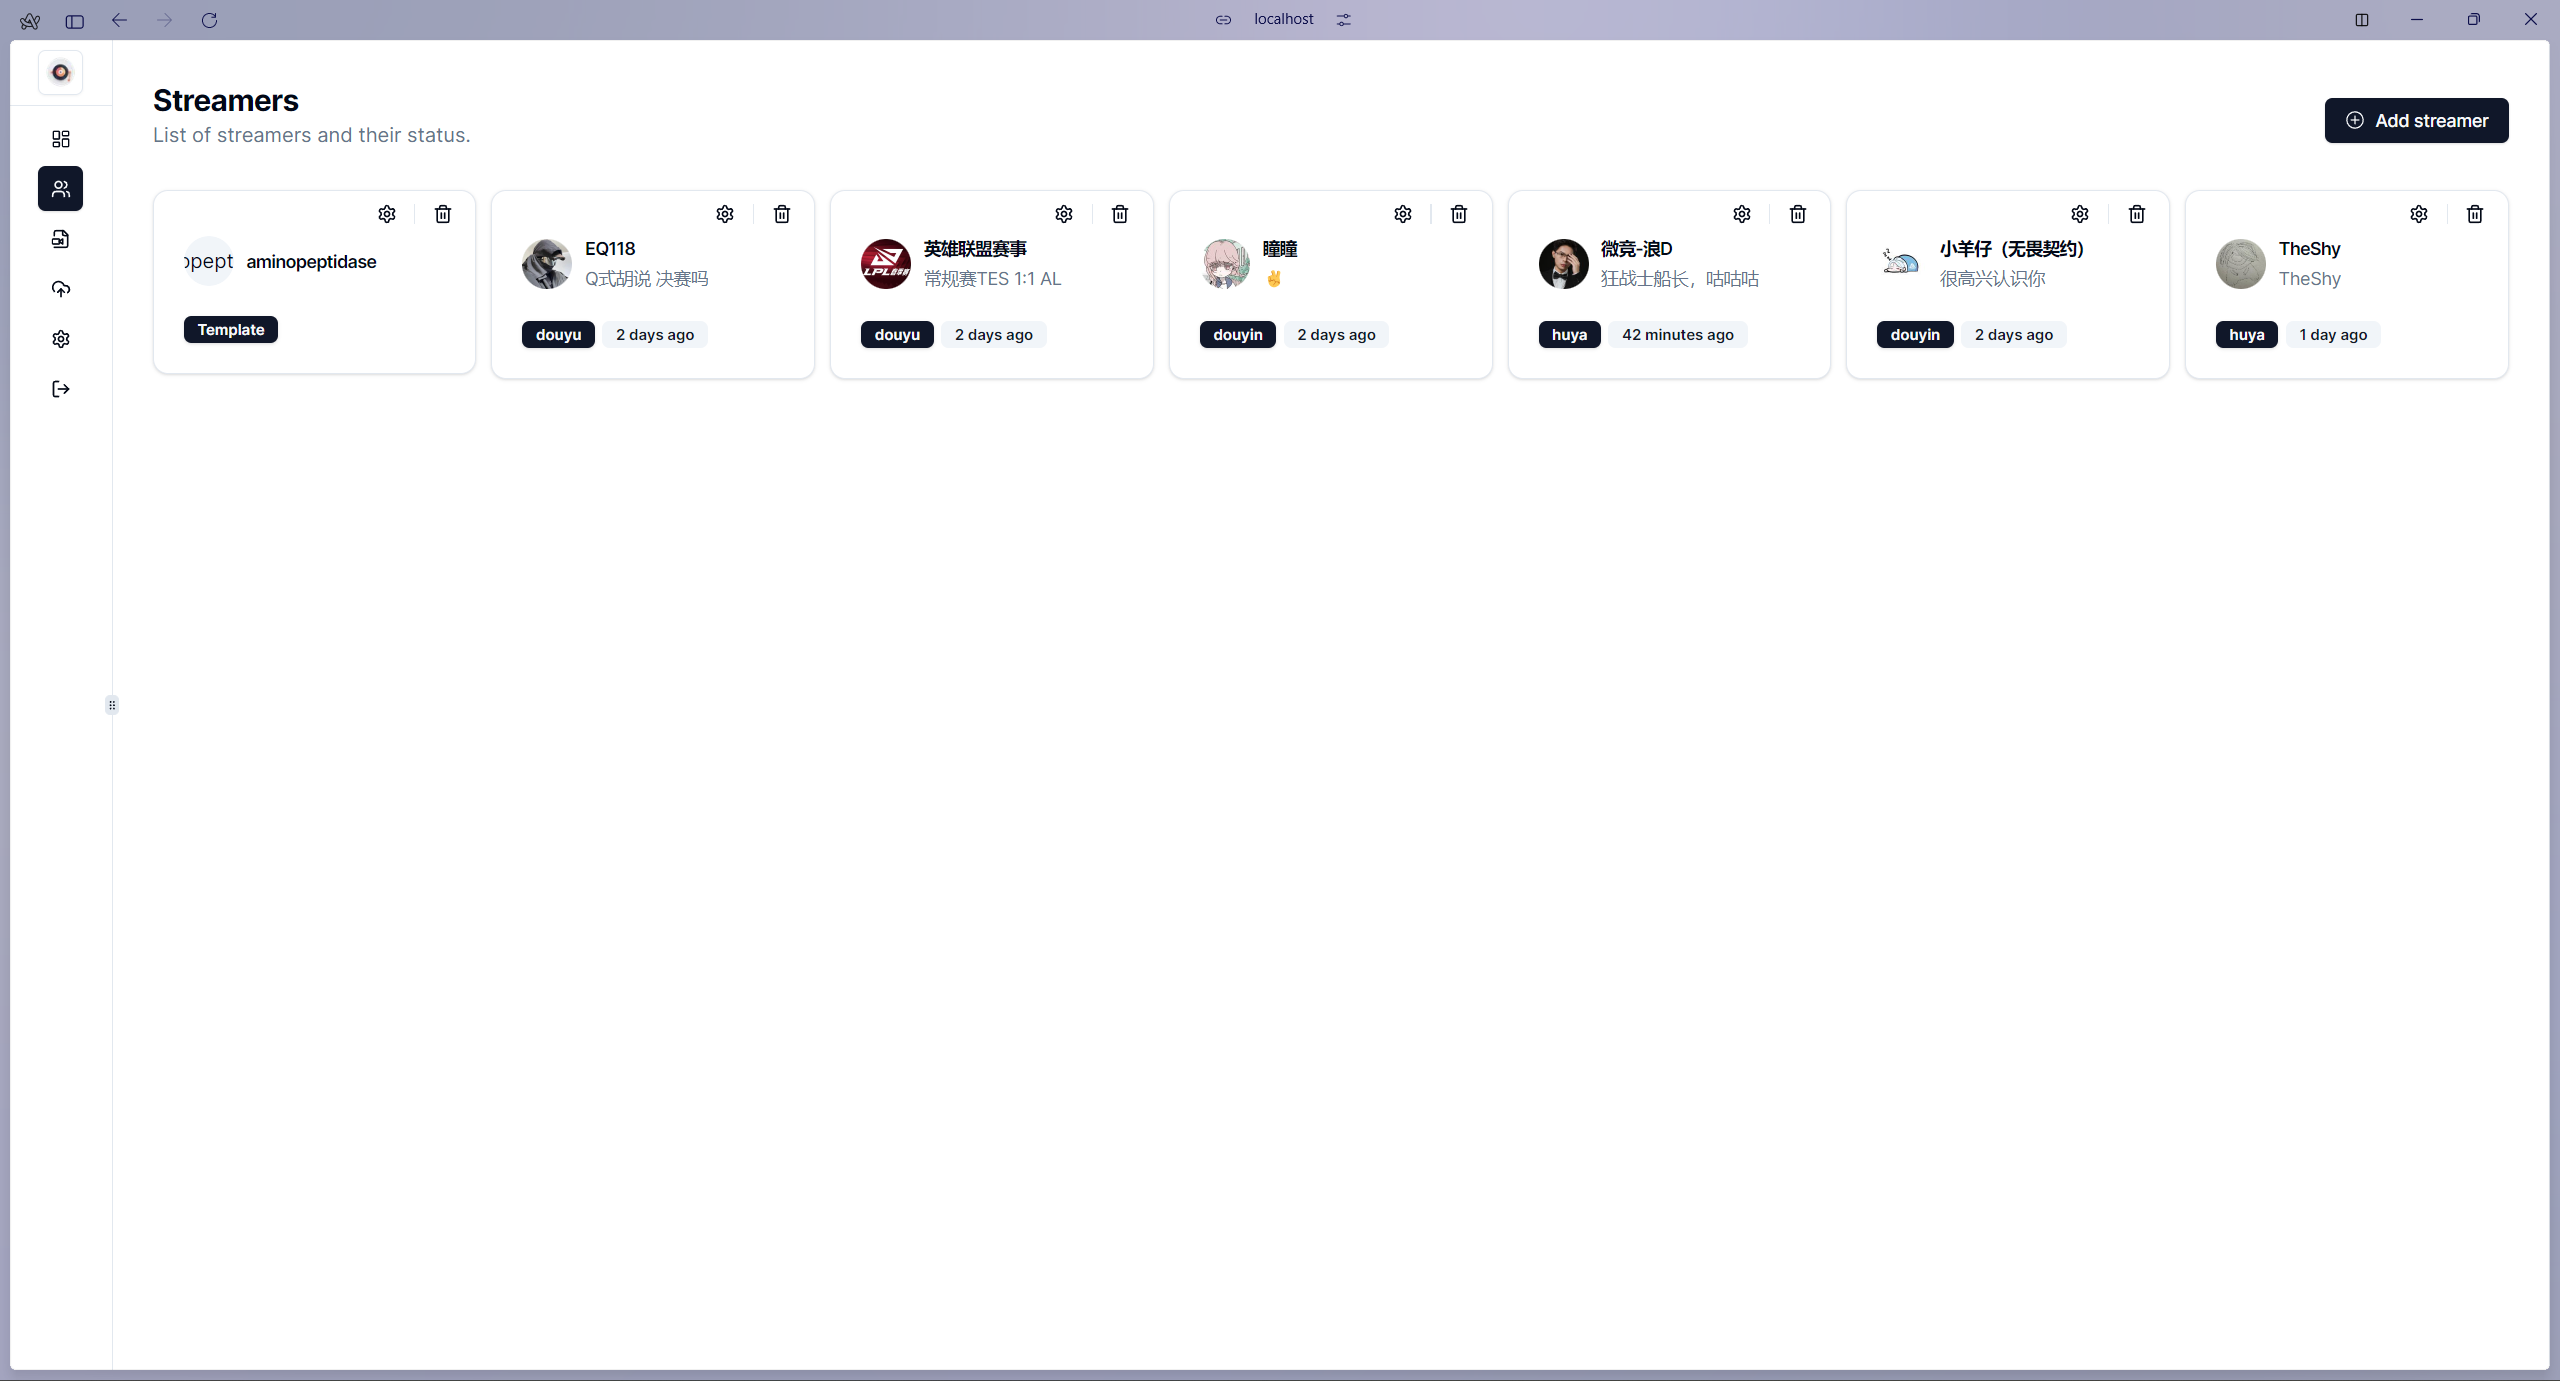 localhost
Streamers
List of streamers and their status.
Add streamer
opept
aminopeptidase
Template
EQ118
Q式胡说 决赛吗
douyu
2 days ago
英雄联盟赛事
常规赛TES 1:1 AL
douyu
2 days ago
瞳瞳
✌️
douyin
2 days ago
微竞-浪D
狂战士船长，咕咕咕
huya
42 minutes ago
小羊仔（无畏契约）
很高兴认识你
douyin
2 days ago
TheShy
TheShy
huya
1 day ago